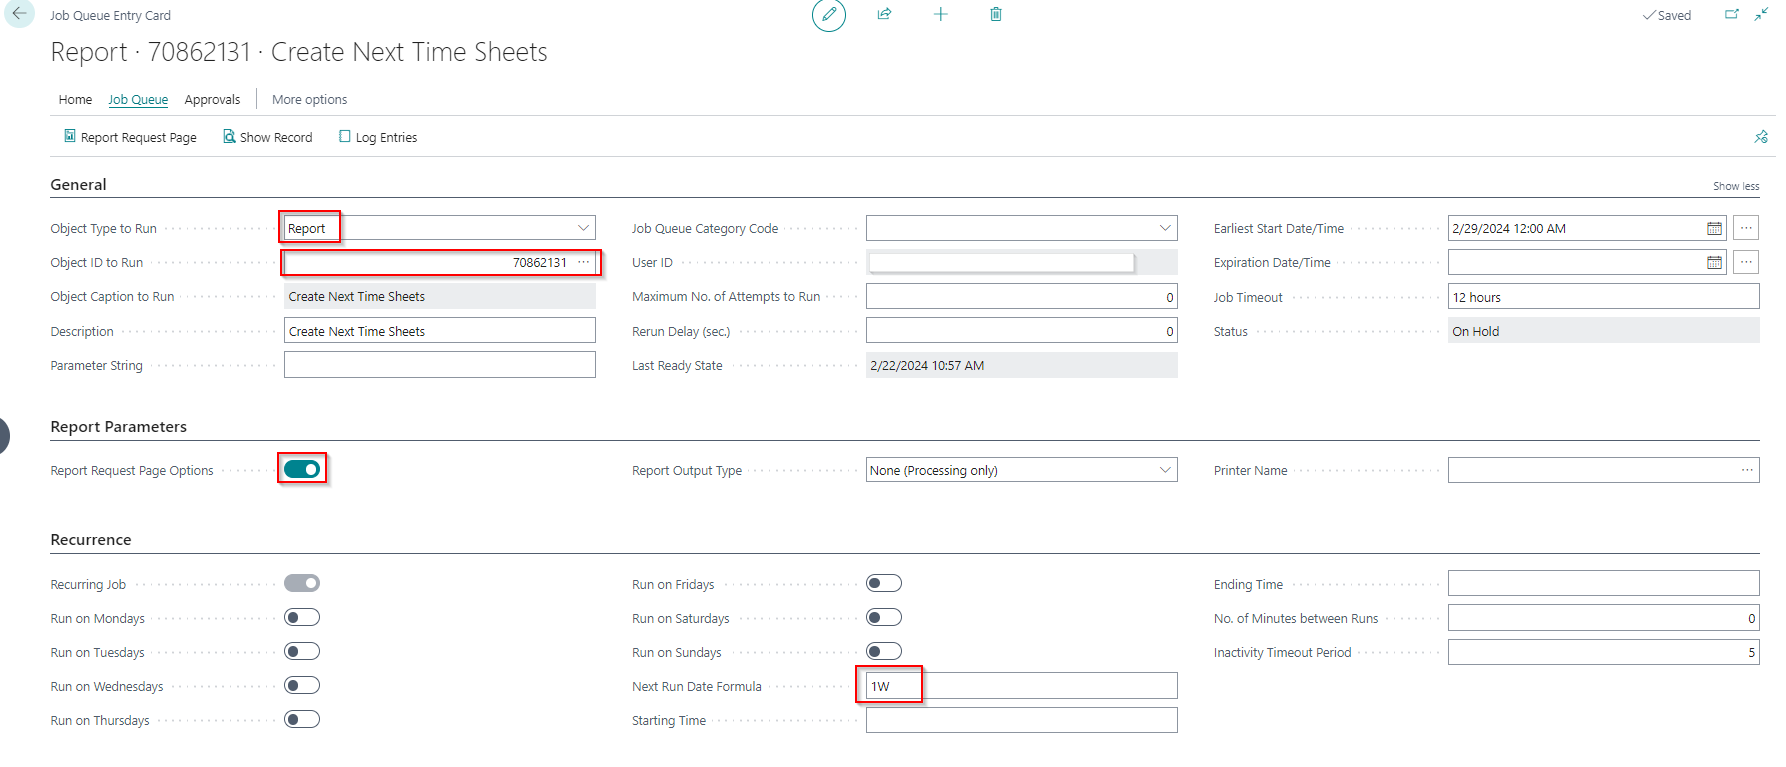 Job Queue Entry Card
Saved
Report · 70862131 · Create Next Time Sheets
Home Job Queue Approvals More options
Report Request Page Show Record Log Entries
General
Show less
Object Type to Run Report
Object ID to Run 70862131
Object Caption to Run Create Next Time Sheets
Description Create Next Time Sheets
Parameter String
Job Queue Category Code
User ID
Maximum No. of Attempts to Run 0
Rerun Delay (sec.) 0
Last Ready State 2/22/2024 10:57 AM
Earliest Start Date/Time 2/29/2024 12:00 AM
Expiration Date/Time
Job Timeout 12 hours
Status On Hold
Report Parameters
Report Request Page Options
Report Output Type None (Processing only)
Printer Name
Recurrence
Recurring Job
Run on Mondays
Run on Tuesdays
Run on Wednesdays
Run on Thursdays
Run on Fridays
Run on Saturdays
Run on Sundays
Next Run Date Formula 1W
Starting Time
Ending Time
No. of Minutes between Runs 0
Inactivity Timeout Period 5